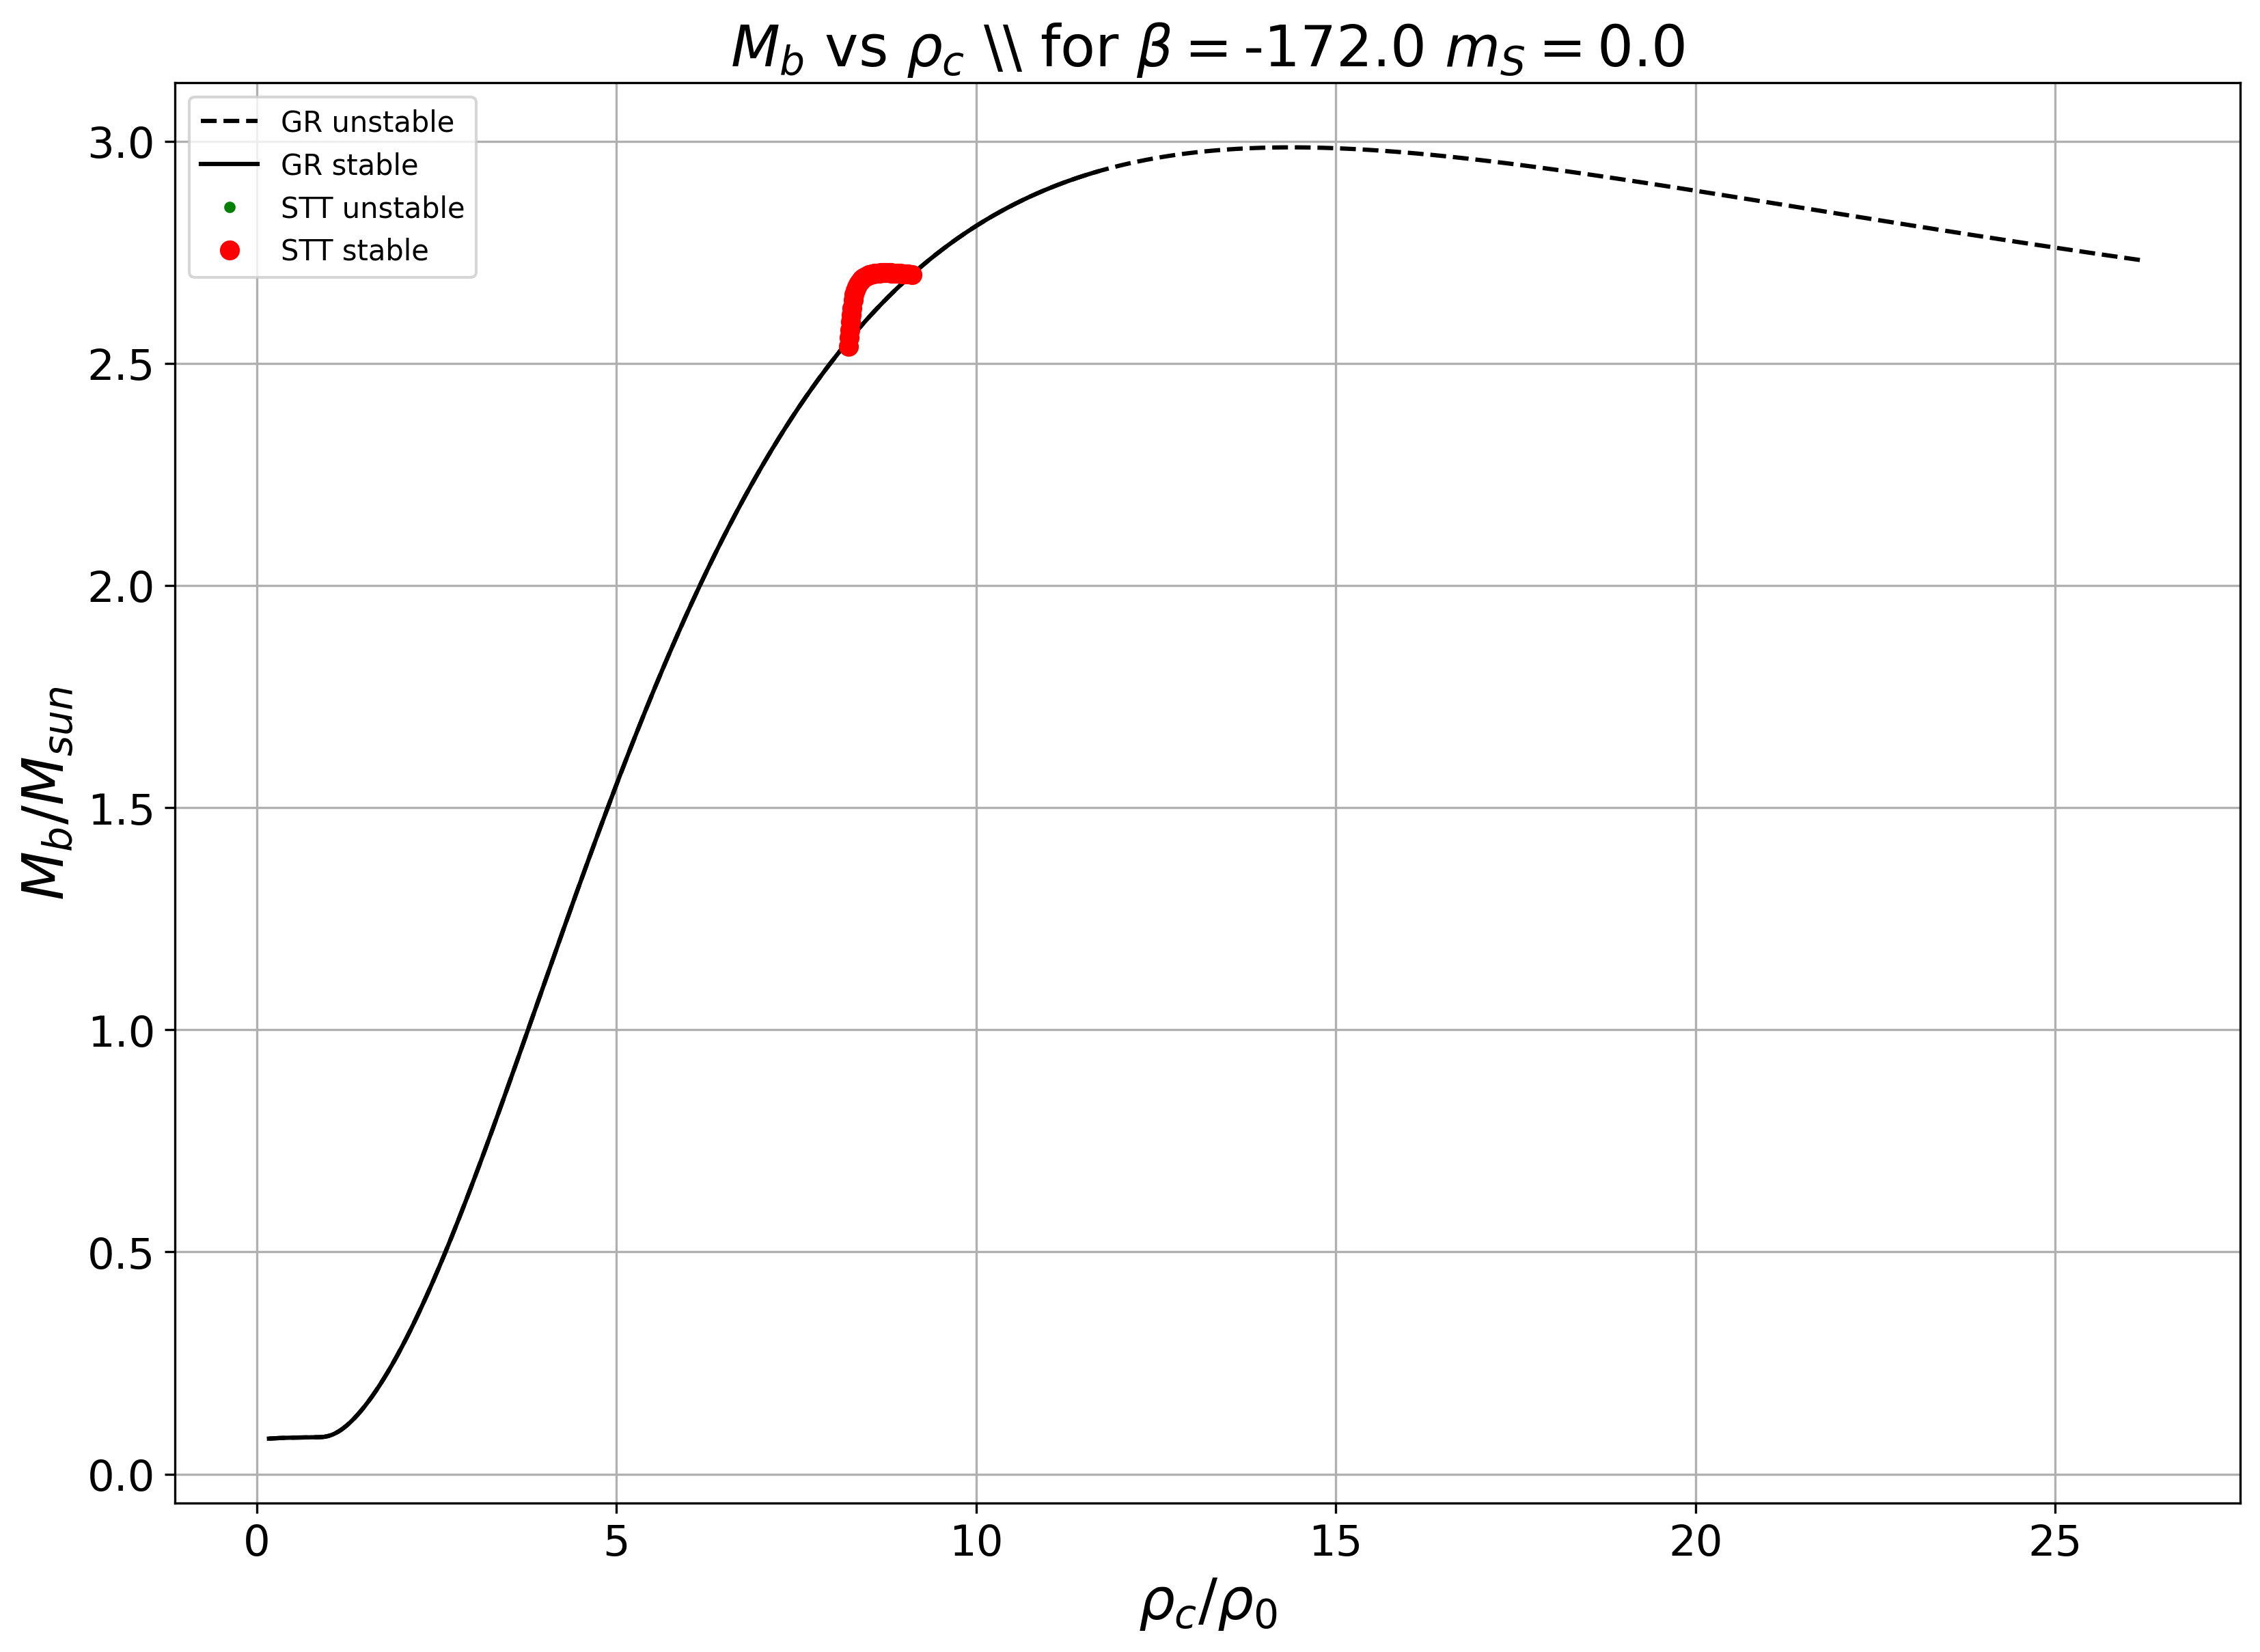 M_b vs ρ_c \\ for β = -172.0 m_S = 0.0
GR unstable
GR stable
STT unstable
STT stable
3.0
2.5
2.0
1.5
1.0
0.5
0.0
M_b/M_sun
0 5 10 15 20 25
ρ_c/ρ_0